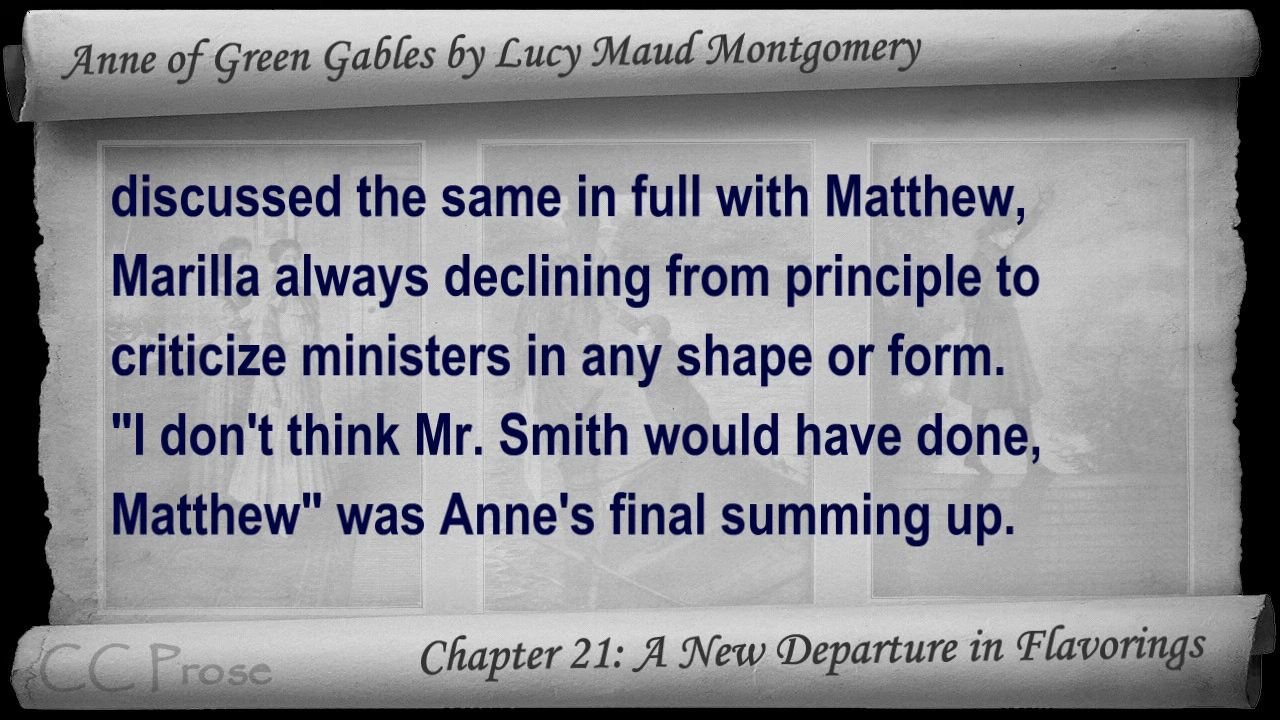 Anne of Green Gables by Lucy Maud Montgomery
discussed the same in full with Matthew,
Marilla always declining from principle to
criticize ministers in any shape or form.
"I don't think Mr. Smith would have done,
Matthew" was Anne's final summing up.
Chapter 21: A New Departure in Flavorings
CC Prose